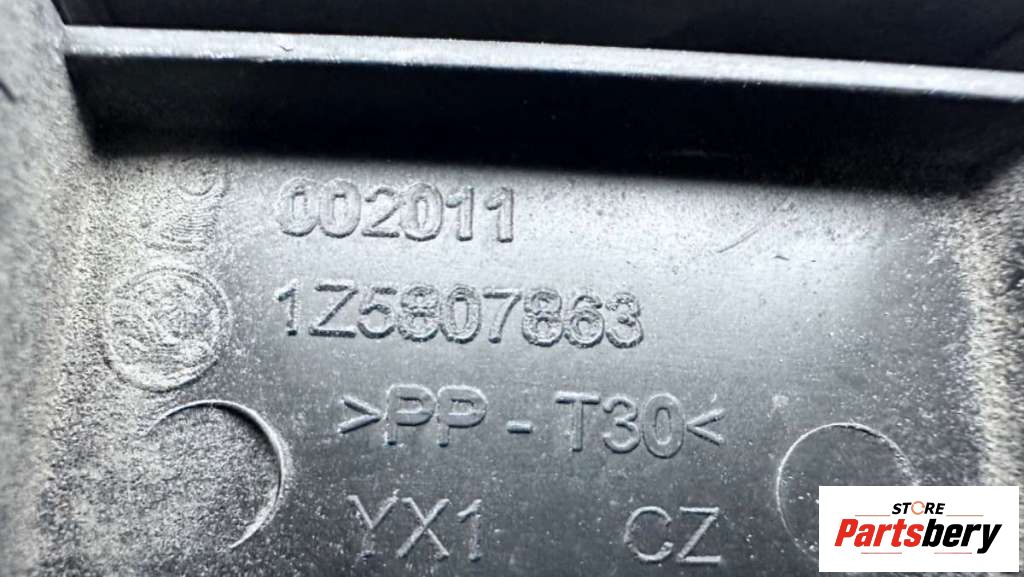 002011
1Z5807863
>PP - T30<
YX1 CZ
STORE
Partsbery